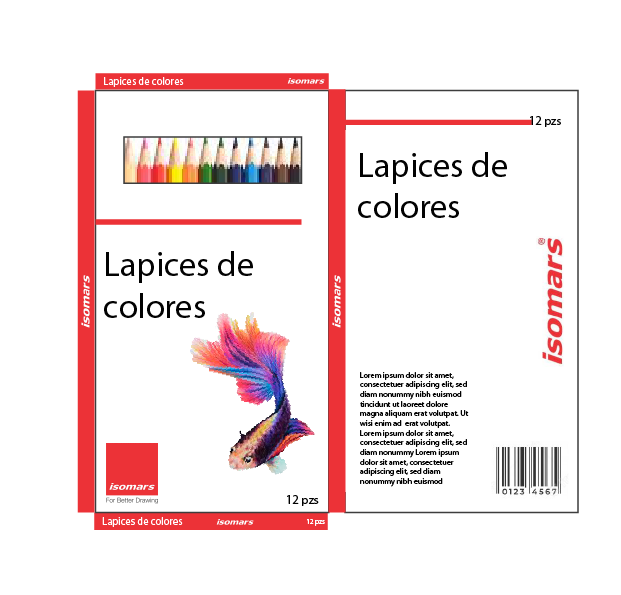 Lapices de colores
isomars
isomars
Lapices de
colores
isomars
For Better Drawing
12 pzs
Lapices de colores
isomars
12 pzs
isomars
12 pzs
Lapices de
colores
isomars®
Lorem ipsum dolor sit amet,
consectetuer adipiscing elit, sed
diam nonummy nibh euismod
tincidunt ut laoreet dolore
magna aliquam erat volutpat. Ut
wisi enim ad erat volutpat.
Lorem ipsum dolor sit amet,
consectetuer adipiscing elit, sed
diam nonummy Lorem ipsum
dolor sit amet, consectetuer
adipiscing elit, sed diam
nonummy nibh euismod
0123 4567